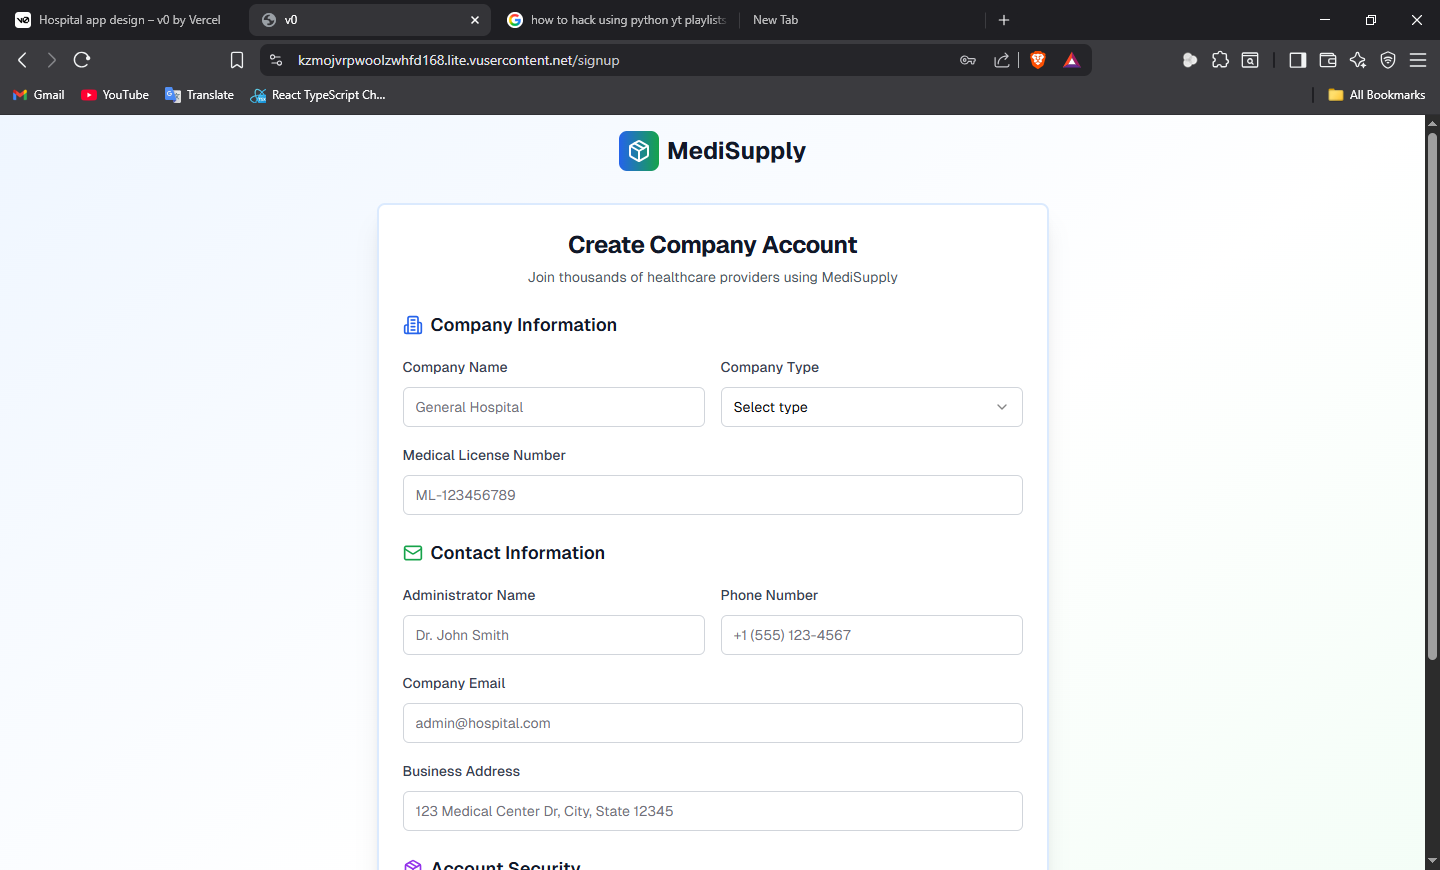 Hospital app design – v0 by Vercel
v0
how to hack using python yt playlists
New Tab
kzmojvrpwoolzwhfd168.lite.vusercontent.net/signup
Gmail
YouTube
Translate
React TypeScript Ch...
All Bookmarks
MediSupply
Create Company Account
Join thousands of healthcare providers using MediSupply
Company Information
Company Name Company Type
General Hospital Select type
Medical License Number
ML-123456789
Contact Information
Administrator Name Phone Number
Dr. John Smith +1 (555) 123-4567
Company Email
admin@hospital.com
Business Address
123 Medical Center Dr, City, State 12345
Account Security